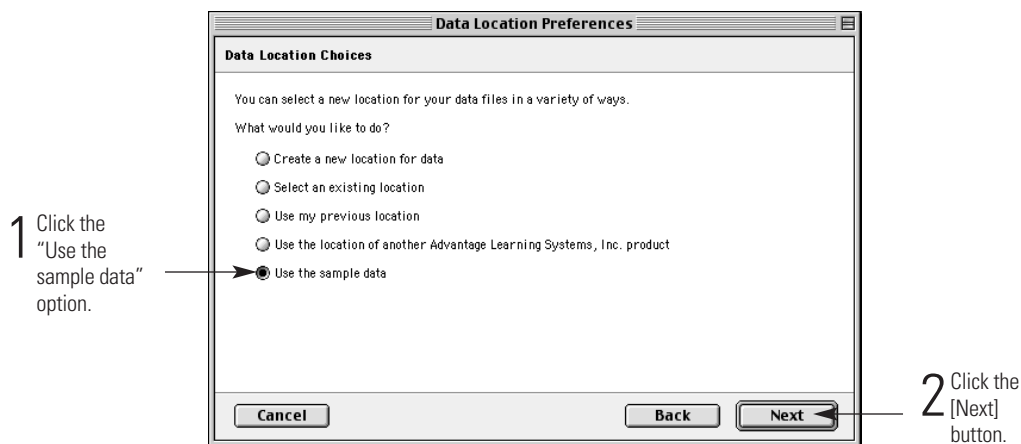 Data Location Preferences
Data Location Choices
You can select a new location for your data files in a variety of ways.
What would you like to do?
Create a new location for data
Select an existing location
Use my previous location
Use the location of another Advantage Learning Systems, Inc. product
Use the sample data
1 Click the
“Use the
sample data”
option.
Cancel
Back
Next
2 Click the
[Next]
button.